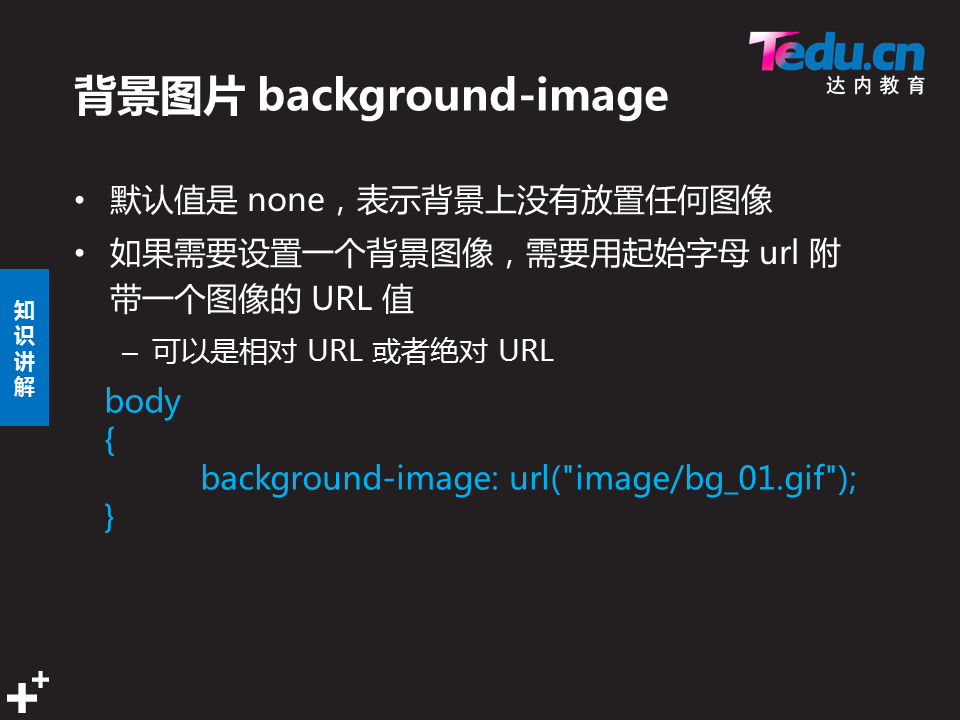 Tedu.cn
达内教育
背景图片 background-image
• 默认值是 none，表示背景上没有放置任何图像
• 如果需要设置一个背景图像，需要用起始字母 url 附
带一个图像的 URL 值
– 可以是相对 URL 或者绝对 URL
知
识
讲
解
body
{
background-image: url("image/bg_01.gif");
}